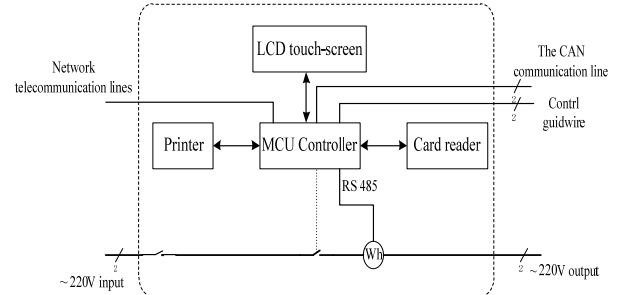 LCD touch-screen
Network
telecommunication lines
The CAN
communication line
2
Contrl
guidwire
2
Printer
MCU Controller
Card reader
RS 485
Wh
2
~220V input
2
~220V output